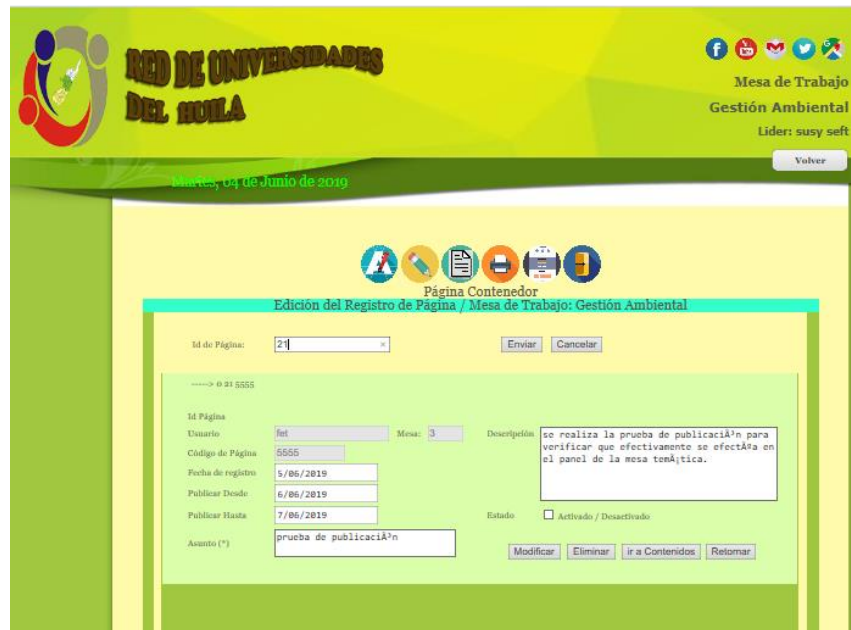 RED DE UNIVERSIDADES
DEL HUILA
Mesa de Trabajo
Gestión Ambiental
Lider: susy seft
Volver
Martes, 04 de Junio de 2019
Página Contenedor
Edición del Registro de Página / Mesa de Trabajo: Gestión Ambiental
Id de Página: 21 × Enviar Cancelar
-----> 0 21 5555
Id Página
Usuario fet Mesa: 3
Código de Página 5555
Fecha de registro 5/06/2019
Publicar Desde 6/06/2019
Publicar Hasta 7/06/2019
Asunto (*) prueba de publicaciÃ³n
Descripción se realiza la prueba de publicaciÃ³n para
verificar que efectivamente se efectÃºa en
el panel de la mesa temÃ¡tica.
Estado Activado / Desactivado
Modificar Eliminar ir a Contenidos Retornar